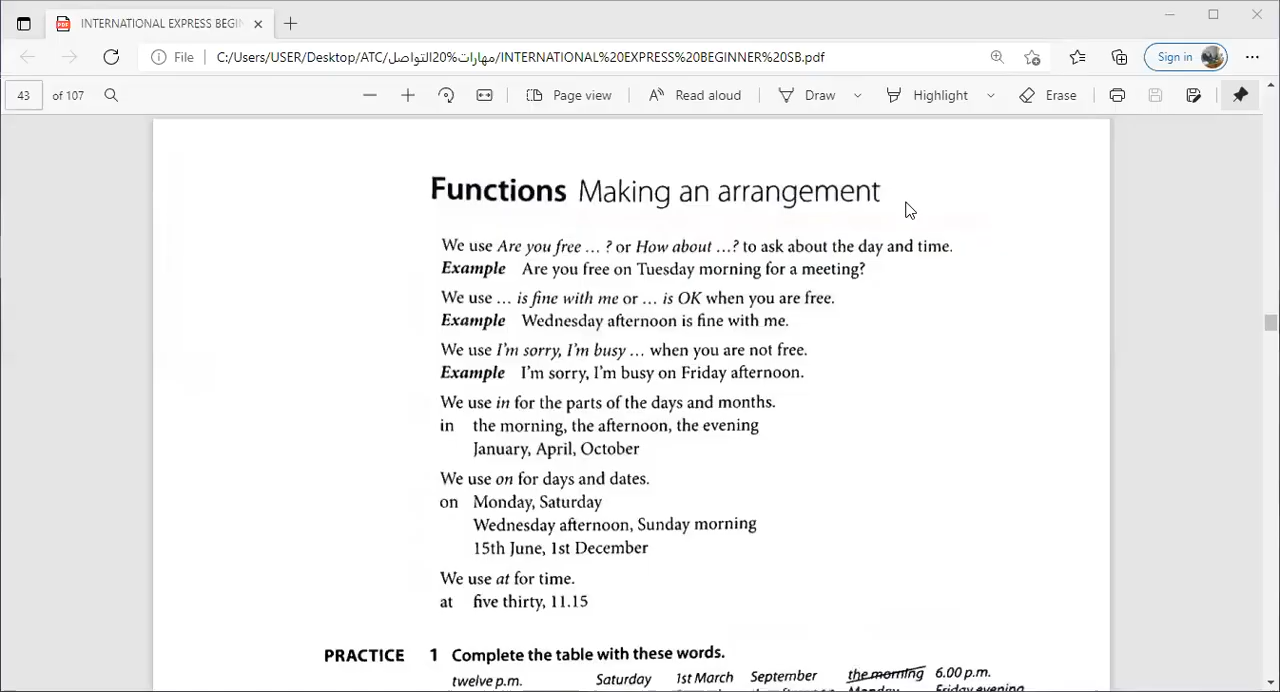 INTERNATIONAL EXPRESS BEGIN
File C:/Users/USER/Desktop/ATC/مهارات%20التواصل/INTERNATIONAL%20EXPRESS%20BEGINNER%20SB.pdf Sign in
43 of 107 Page view Read aloud Draw Highlight Erase
Functions Making an arrangement
We use Are you free … ? or How about …? to ask about the day and time.
Example Are you free on Tuesday morning for a meeting?
We use … is fine with me or … is OK when you are free.
Example Wednesday afternoon is fine with me.
We use I'm sorry, I'm busy … when you are not free.
Example I'm sorry, I'm busy on Friday afternoon.
We use in for the parts of the days and months.
in the morning, the afternoon, the evening
January, April, October
We use on for days and dates.
on Monday, Saturday
Wednesday afternoon, Sunday morning
15th June, 1st December
We use at for time.
at five thirty, 11.15
PRACTICE 1 Complete the table with these words.
twelve p.m. Saturday 1st March September the morning 6.00 p.m.
Monday Friday evening